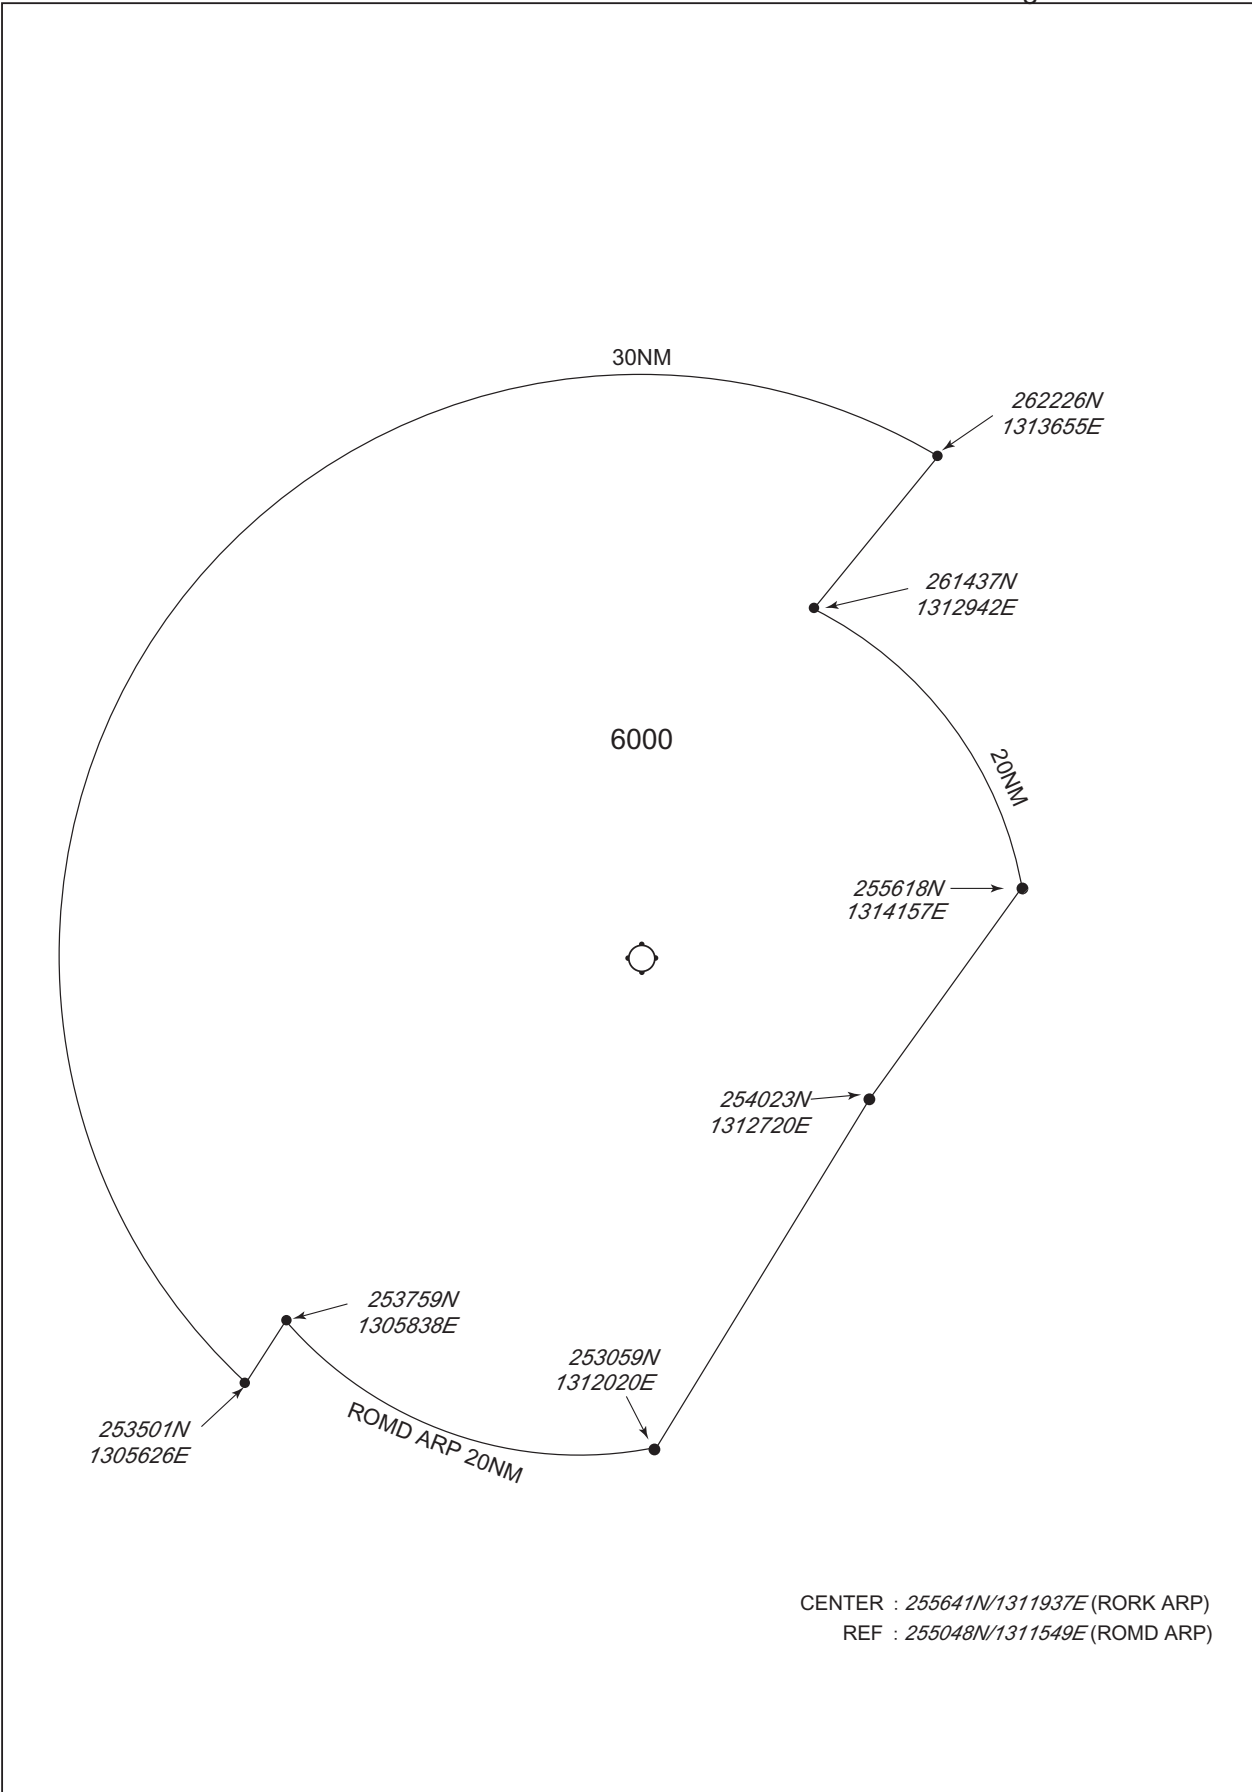 30NM
262226N
1313655E
261437N
1312942E
6000
20NM
255618N
1314157E
254023N
1312720E
253759N
1305838E
253059N
1312020E
253501N
1305626E
ROMD ARP 20NM
CENTER : 255641N/1311937E (RORK ARP)
REF : 255048N/1311549E (ROMD ARP)